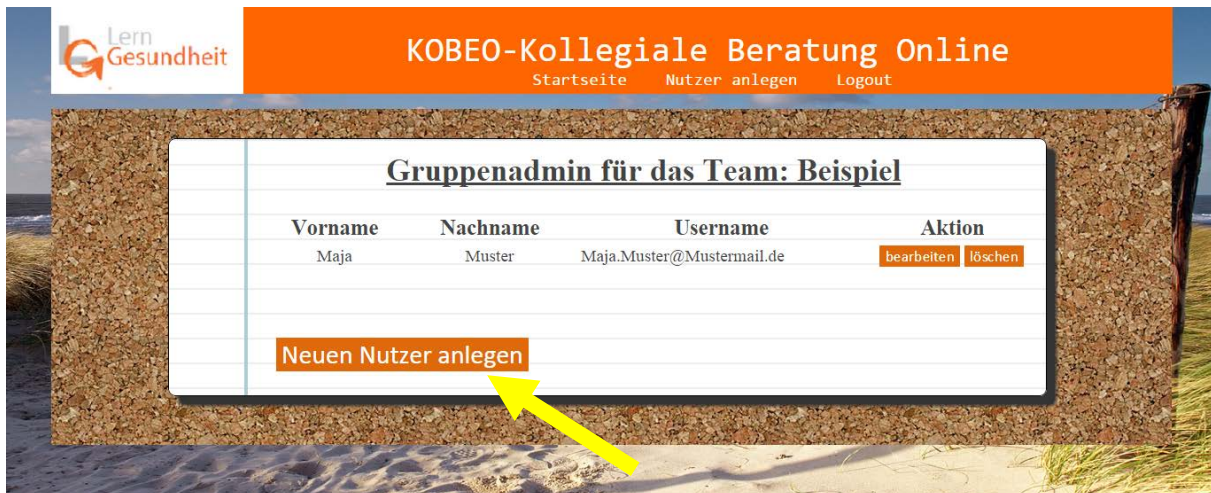 Lern
Gesundheit
KOBEO-Kollegiale Beratung Online
Startseite Nutzer anlegen Logout
Gruppenadmin für das Team: Beispiel
Vorname Nachname Username Aktion
Maja Muster Maja.Muster@Mustermail.de bearbeiten löschen
Neuen Nutzer anlegen